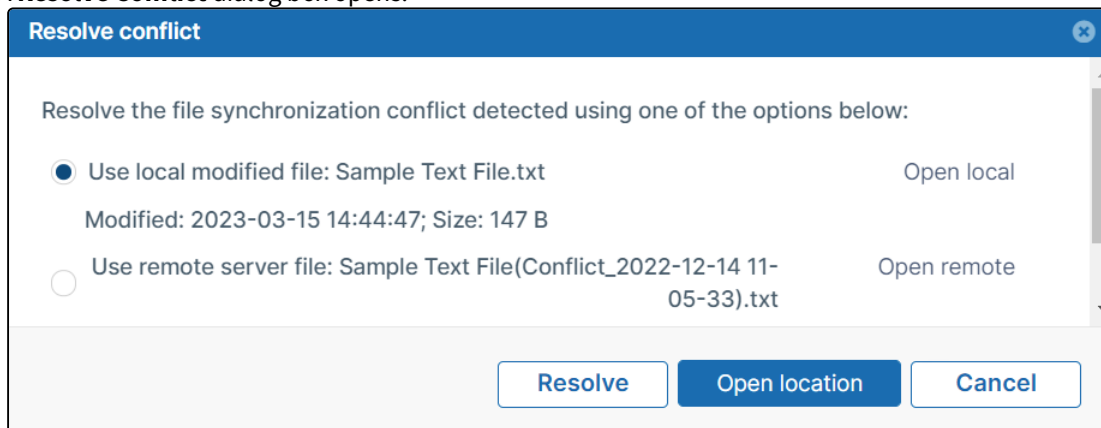 Resolve conflict
Resolve the file synchronization conflict detected using one of the options below:
Use local modified file: Sample Text File.txt Open local
Modified: 2023-03-15 14:44:47; Size: 147 B
Use remote server file: Sample Text File(Conflict_2022-12-14 11- Open remote
05-33).txt
Resolve Open location Cancel